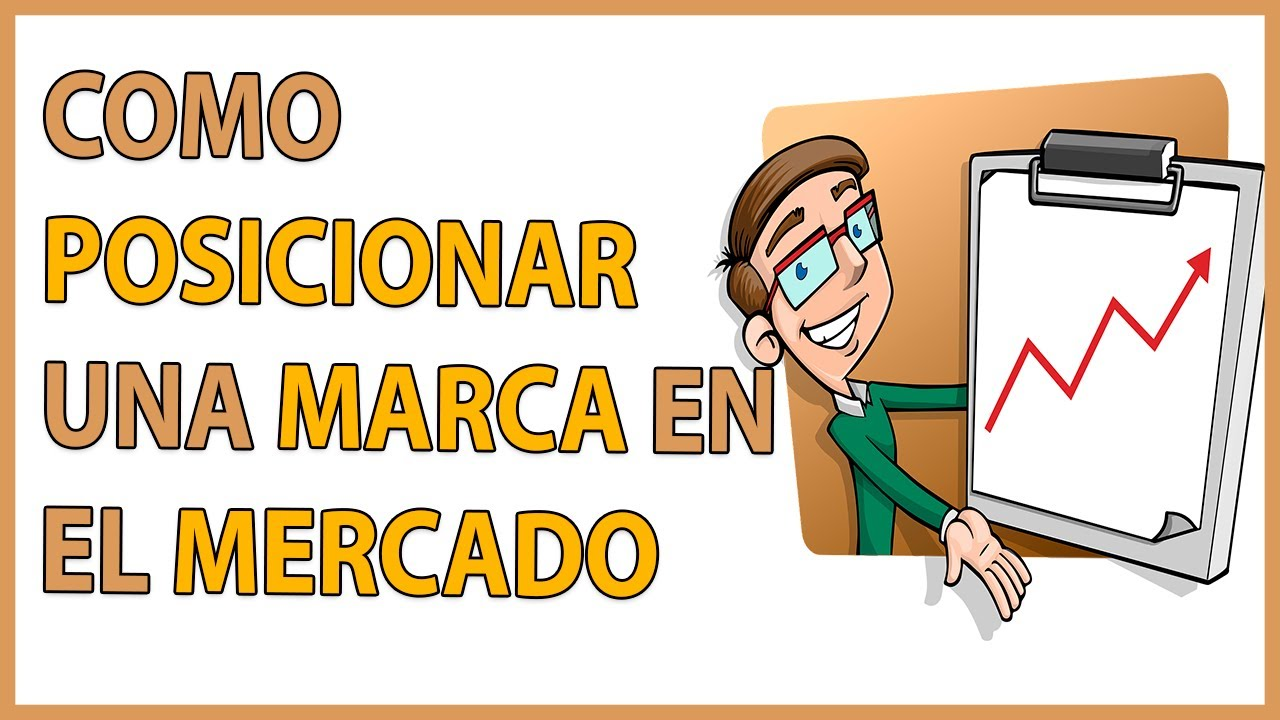 COMO
POSICIONAR
UNA MARCA EN
EL MERCADO